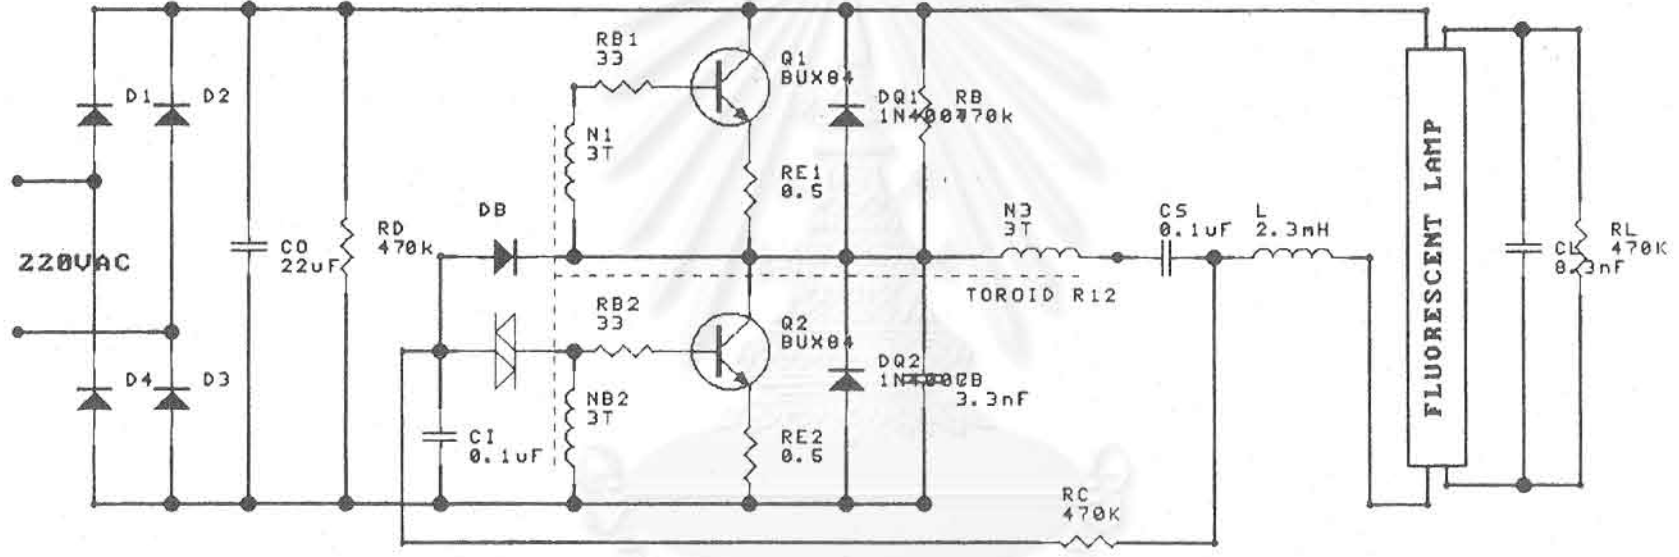 D1
D2
220VAC
D4
D3
CO
22uF
RD
470k
DB
CI
0.1uF
RB1
33
N1
3T
RB2
33
NB2
3T
Q1
BUX84
RE1
0.5
Q2
BUX84
RE2
0.5
DQ1
1N4007
RB
470k
DQ2
1N4007
CB
3.3nF
N3
3T
TOROID R12
CS
0.1uF
L
2.3mH
RC
470K
FLUORESCENT LAMP
CL
8.3nF
RL
470K